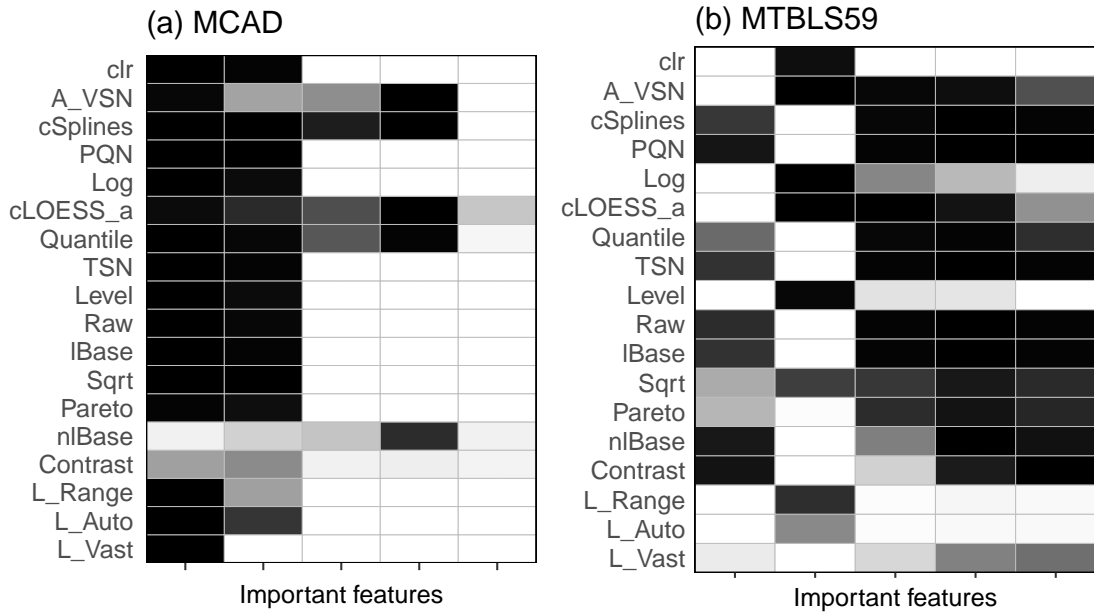 (a) MCAD
clr
A_VSN
cSplines
PQN
Log
cLOESS_a
Quantile
TSN
Level
Raw
lBase
Sqrt
Pareto
nlBase
Contrast
L_Range
L_Auto
L_Vast
Important features
(b) MTBLS59
clr
A_VSN
cSplines
PQN
Log
cLOESS_a
Quantile
TSN
Level
Raw
lBase
Sqrt
Pareto
nlBase
Contrast
L_Range
L_Auto
L_Vast
Important features